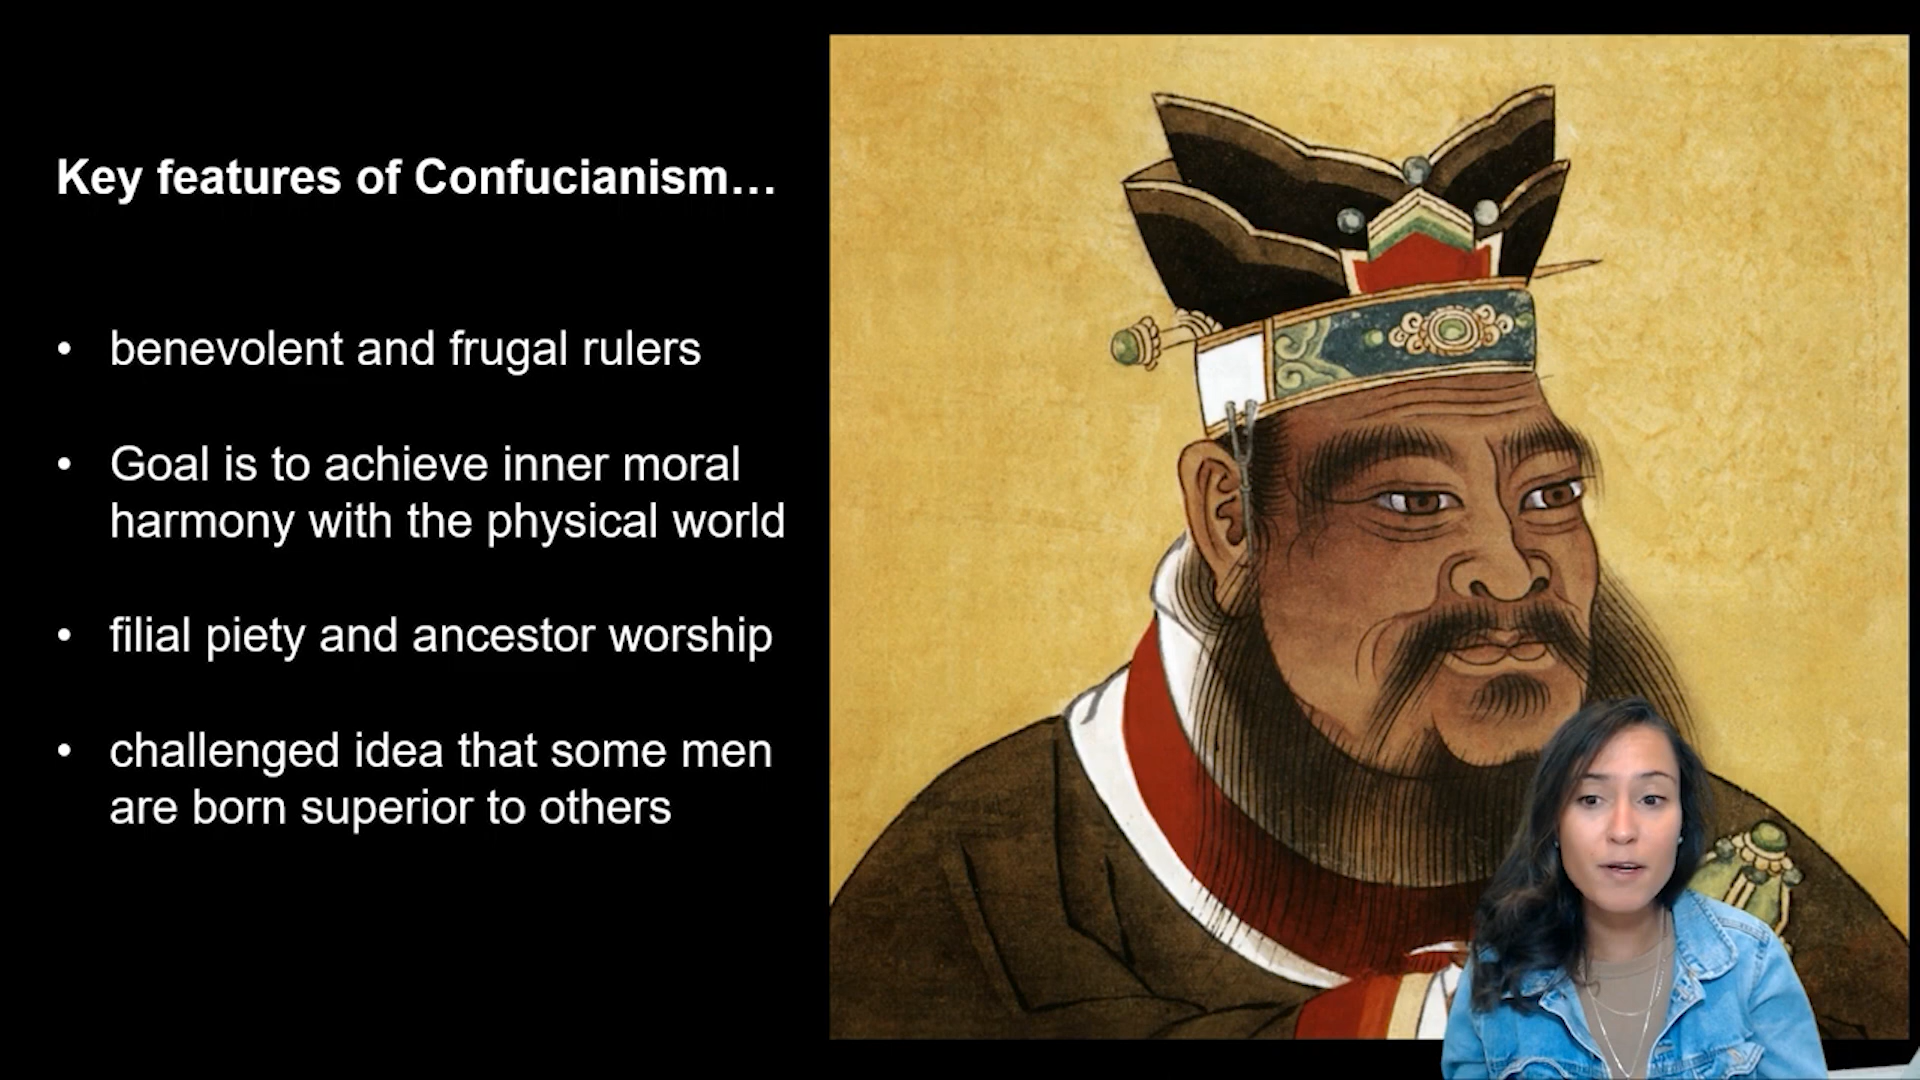 Key features of Confucianism…
• benevolent and frugal rulers
• Goal is to achieve inner moral
harmony with the physical world
• filial piety and ancestor worship
• challenged idea that some men
are born superior to others